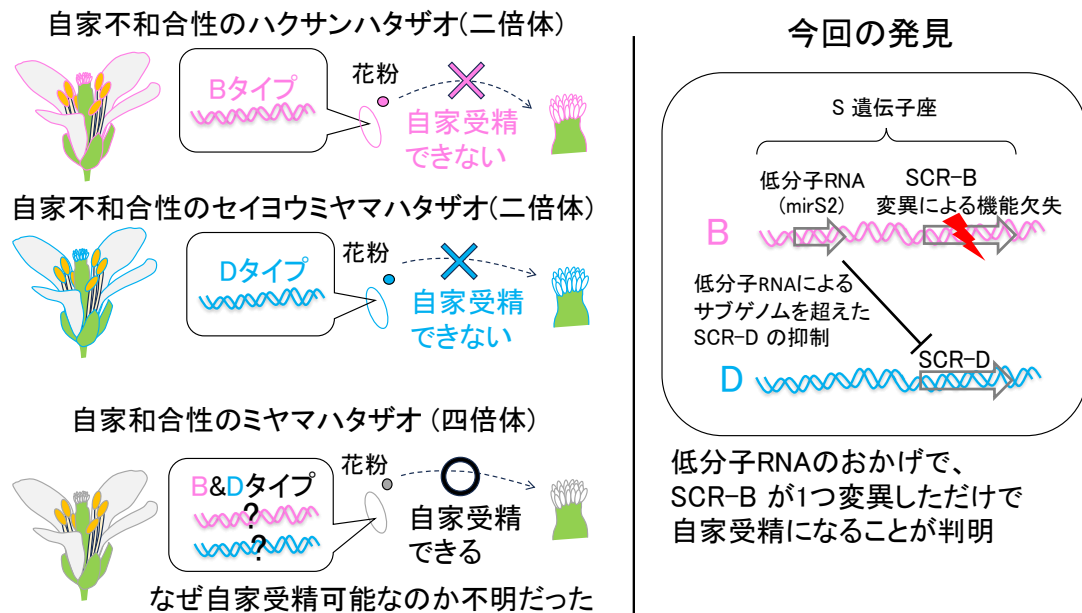 自家不和合性のハクサンハタザオ(二倍体)
Bタイプ
花粉
自家受精
できない
自家不和合性のセイヨウミヤマハタザオ(二倍体)
Dタイプ
花粉
自家受精
できない
自家和合性のミヤマハタザオ (四倍体)
B&Dタイプ
?
?
花粉
自家受精
できる
なぜ自家受精可能なのか不明だった
今回の発見
S 遺伝子座
低分子RNA
(mirS2)
SCR-B
変異による機能欠失
B
低分子RNAによる
サブゲノムを超えた
SCR-D の抑制
SCR-D
D
低分子RNAのおかげで、
SCR-B が1つ変異しただけで
自家受精になることが判明